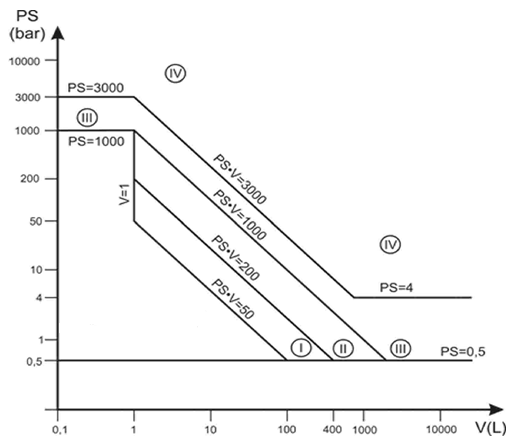 PS
(bar)
10000
IV
PS=3000
3000
III
1000
PS=1000
PS•V=3000
200
V=1
PS•V=1000
50
IV
PS•V=200
10
4
PS=4
PS•V=50
1
I
II
III
PS=0,5
0,5
0,1
1
10
100
400
1000
10000
V(L)